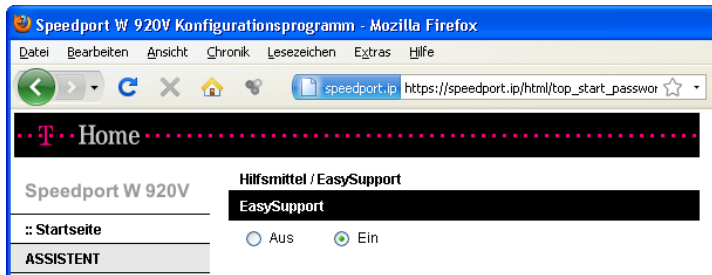 Speedport W 920V Konfigurationsprogramm - Mozilla Firefox
Datei Bearbeiten Ansicht Chronik Lesezeichen Extras Hilfe
speedport.ip https://speedport.ip/html/top_start_passwor
··T··Home
Speedport W 920V
Hilfsmittel / EasySupport
EasySupport
:: Startseite
Aus Ein
ASSISTENT